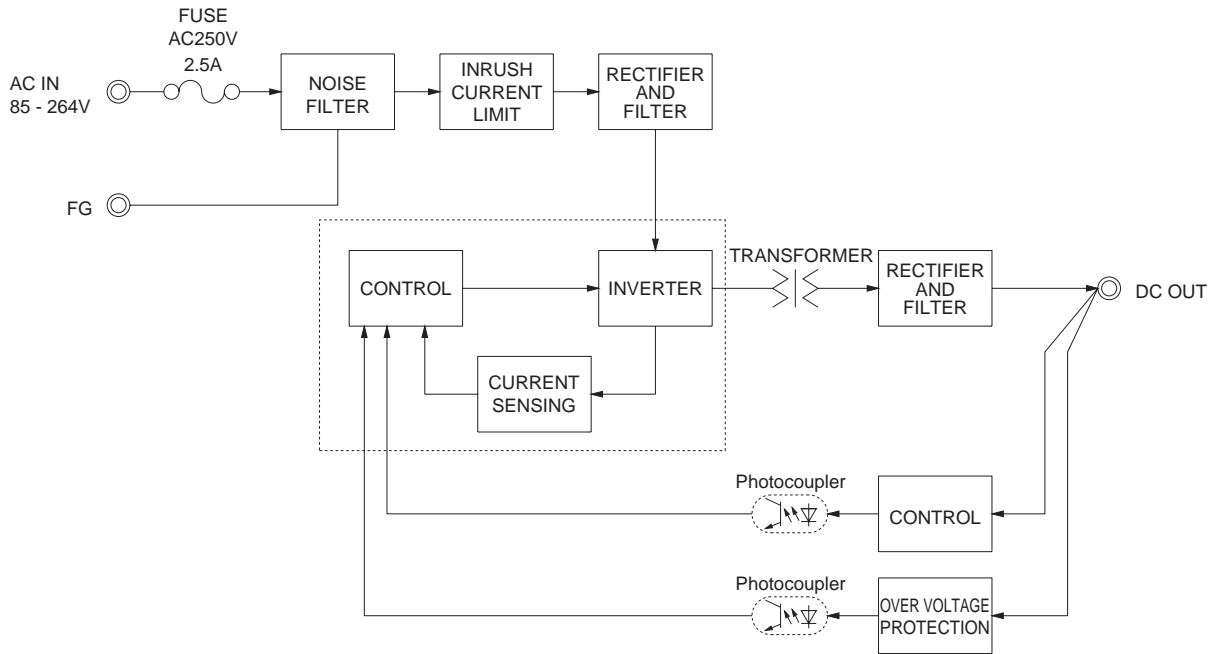 FUSE
AC250V
2.5A
AC IN
85 - 264V
NOISE
FILTER
INRUSH
CURRENT
LIMIT
RECTIFIER
AND
FILTER
FG
CONTROL
INVERTER
TRANSFORMER
RECTIFIER
AND
FILTER
DC OUT
CURRENT
SENSING
Photocoupler
CONTROL
Photocoupler
OVER VOLTAGE
PROTECTION